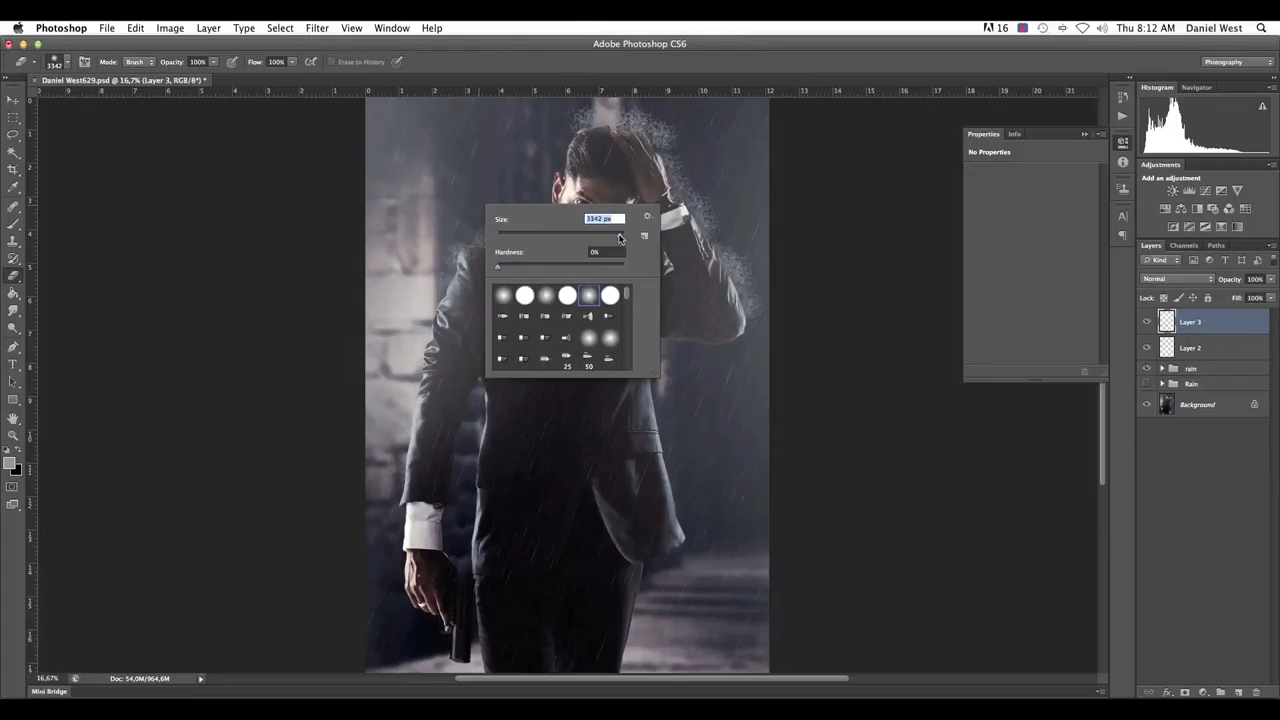 Photoshop File Edit Image Layer Type Select Filter View Window Help 16 Thu 8:12 AM Daniel West
Adobe Photoshop CS6
3342 Mode: Brush Opacity: 100% Flow: 100% Erase to History Photography
Daniel West629.psd @ 16,7% (Layer 3, RGB/8*) *
Histogram Navigator
Properties Info
No Properties
Adjustments
Add an adjustment
Size: 3342 px
Hardness: 0%
25 50
Layers Channels Paths
Kind
Normal Opacity: 100%
Lock: Fill: 100%
Layer 3
Layer 2
rain
Rain
Background
16,67% Doc: 54,0M/964,6M
Mini Bridge